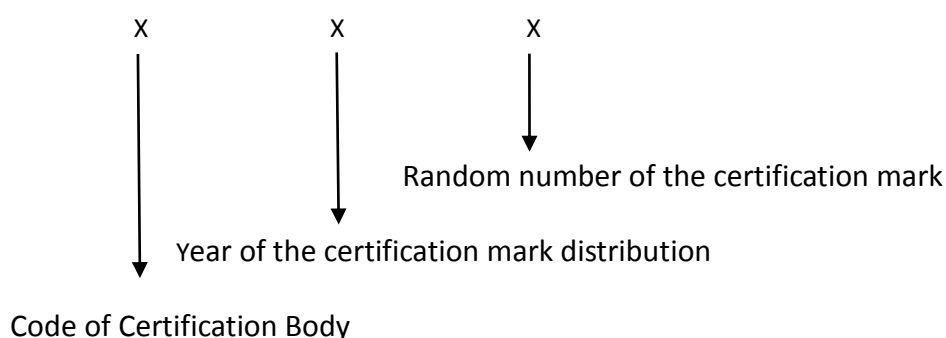 X X X
Random number of the certification mark
Year of the certification mark distribution
Code of Certification Body